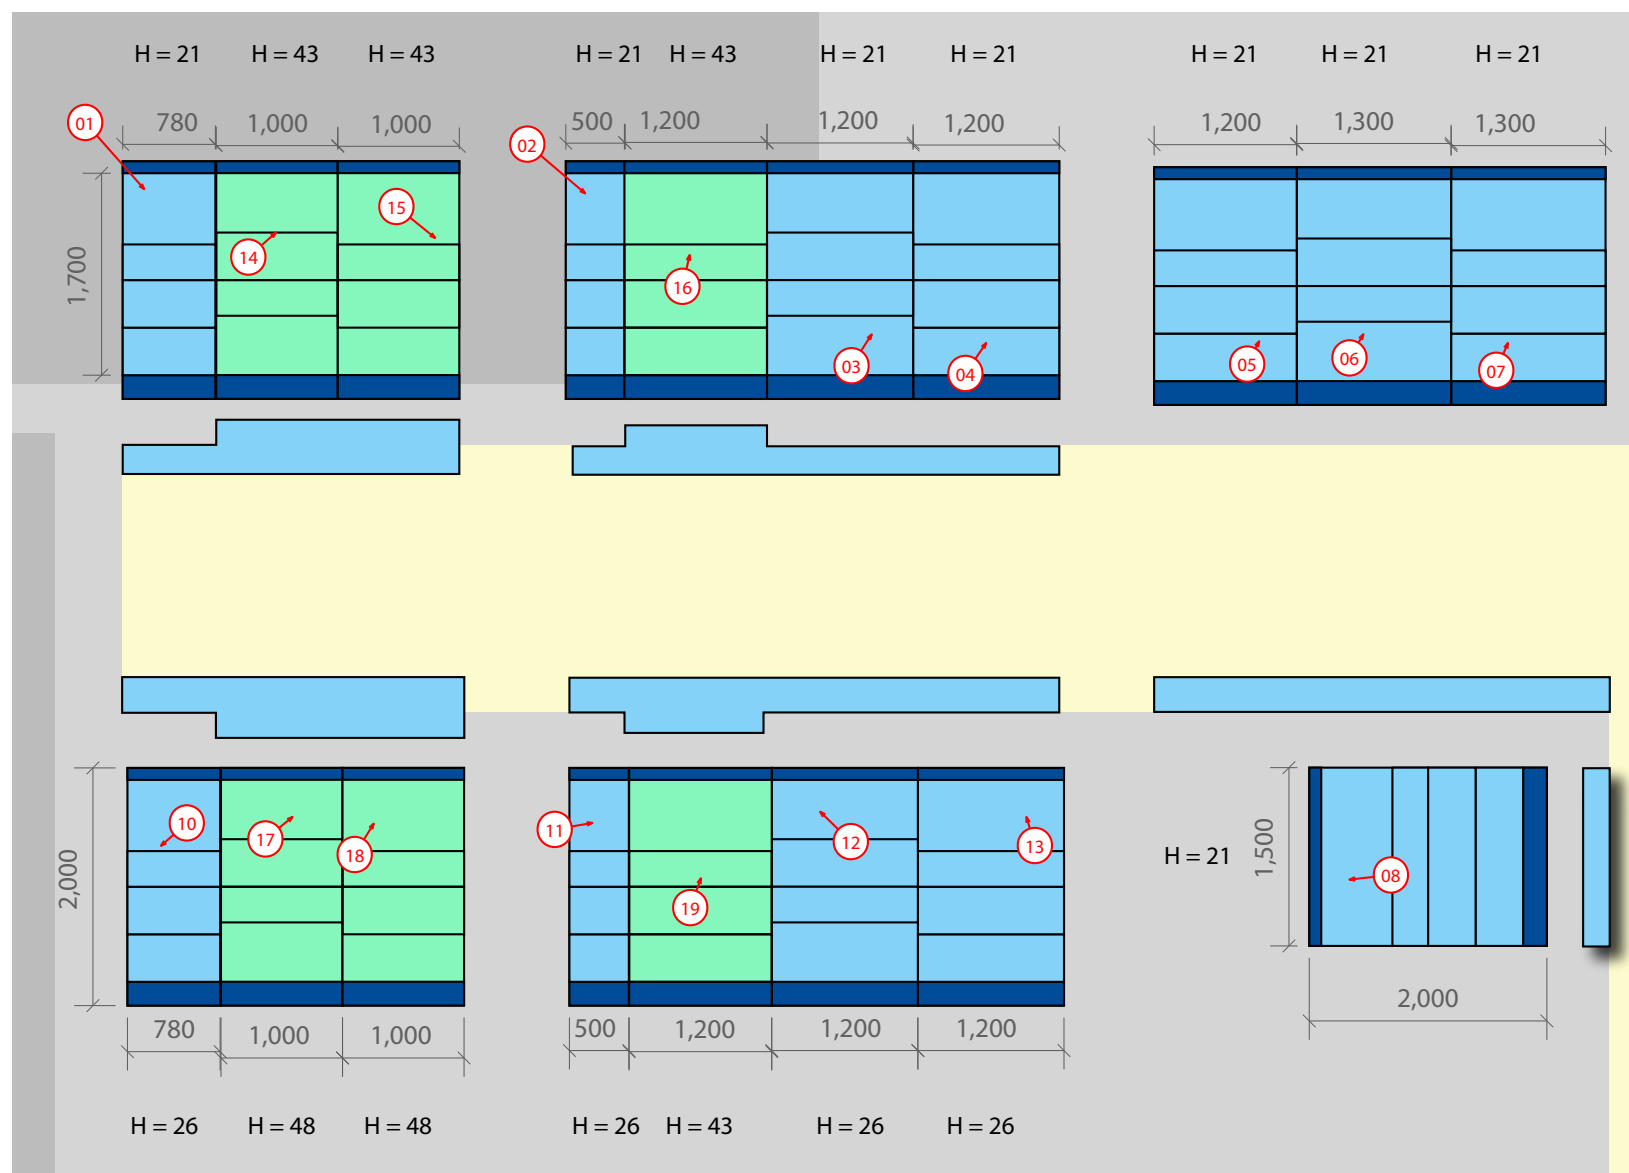 H = 21 H = 43 H = 43 H = 21 H = 43 H = 21 H = 21 H = 21 H = 21 H = 21
01 780 1,000 1,000 500 1,200 1,200 1,200 1,200 1,300 1,300
02
15
14
16
1,700
03 04 05 06 07
10 17 18 11 12 13
2,000
19
H = 21 1,500 08
2,000
780 1,000 1,000 500 1,200 1,200 1,200
H = 26 H = 48 H = 48 H = 26 H = 43 H = 26 H = 26